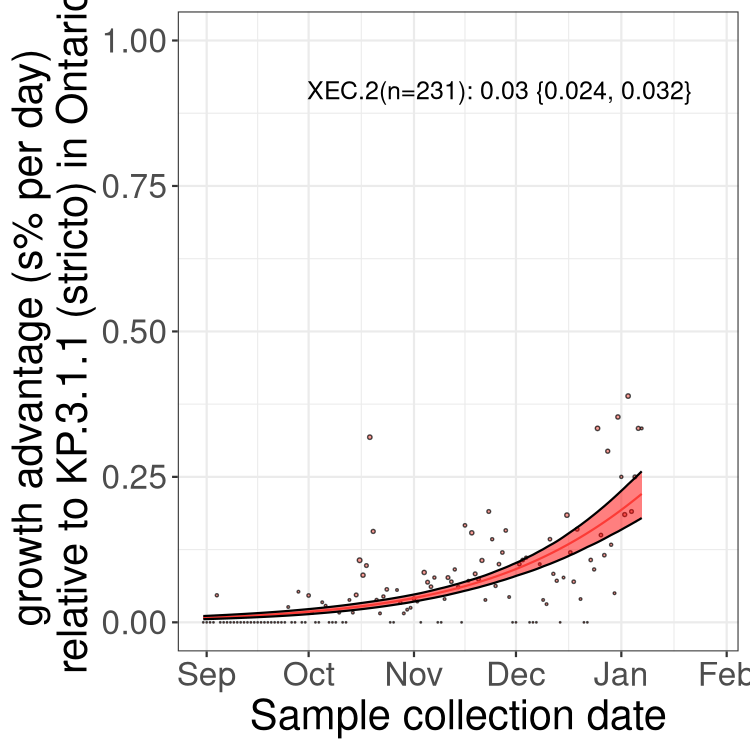 growth advantage (s% per day)
relative to KP.3.1.1 (stricto) in Ontario
1.00
0.75
0.50
0.25
0.00
XEC.2(n=231): 0.03 {0.024, 0.032}
Sep Oct Nov Dec Jan Feb
Sample collection date